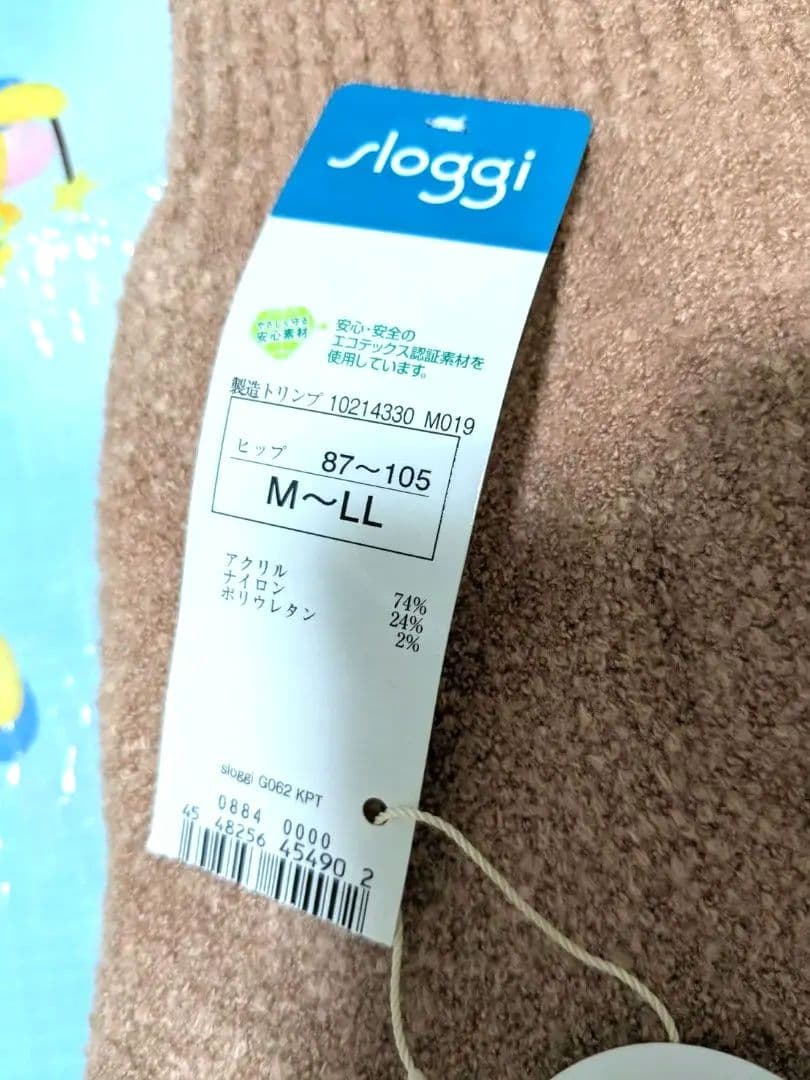 sloggi
やさしく守る
安心素材
安心・安全の
エコテックス認証素材を
使用しています。
製造トリンプ 10214330 M019
ヒップ 87〜105
M〜LL
アクリル 74%
ナイロン 24%
ポリウレタン 2%
sloggi G062 KPT
0884 0000
45 48256 45490 2